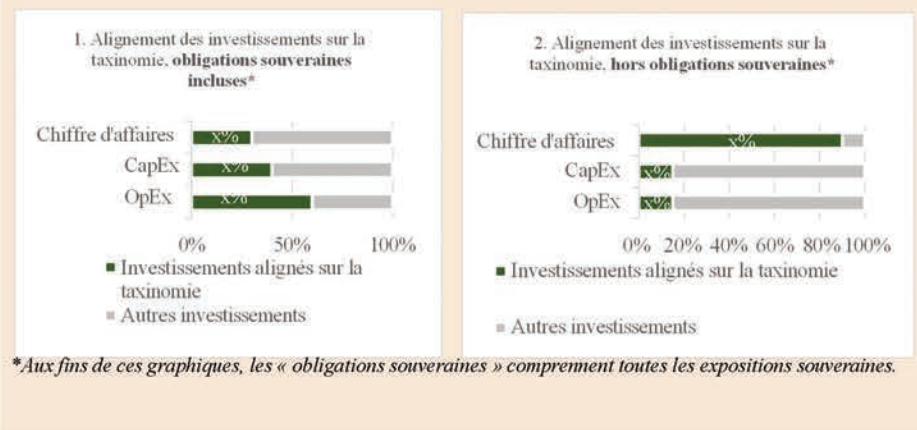 1. Alignement des investissements sur la
taxinomie, obligations souveraines
incluses*
Chiffre d'affaires
x%
CapEx
x%
OpEx
x%
0% 50% 100%
Investissements alignés sur la
taxinomie
Autres investissements
2. Alignement des investissements sur la
taxinomie, hors obligations souveraines*
Chiffre d'affaires
x%
CapEx
x%
OpEx
x%
0% 20% 40% 60% 80% 100%
Investissements alignés sur la taxinomie
Autres investissements
*Aux fins de ces graphiques, les « obligations souveraines » comprennent toutes les expositions souveraines.